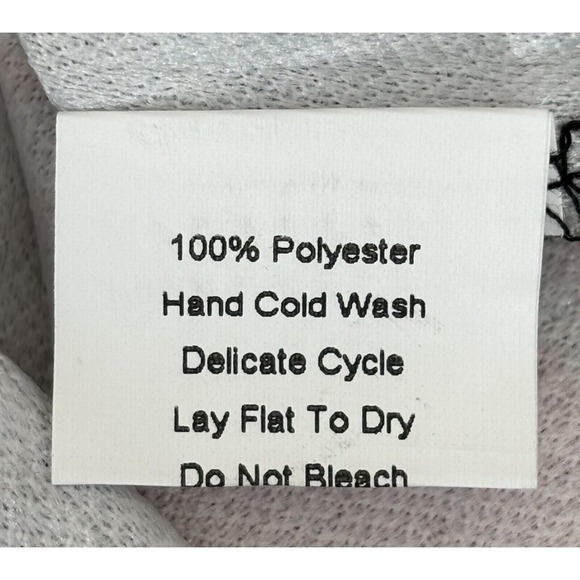 100% Polyester
Hand Cold Wash
Delicate Cycle
Lay Flat To Dry
Do Not Bleach